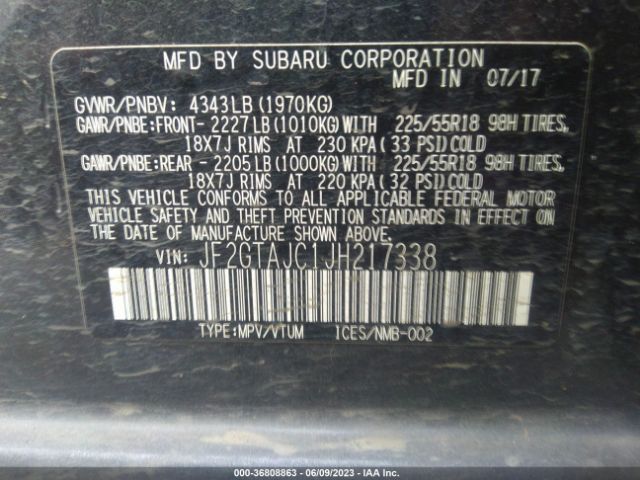 MFD BY SUBARU CORPORATION
MFD IN 07/17
GVWR/PNBV: 4343LB(1970KG)
GAWR/PNBE:FRONT- 2227LB(1010KG)WITH 225/55R18 98H TIRES,
18X7J RIMS AT 230 KPA(33 PSI)COLD
GAWR/PNBE:REAR - 2205LB(1000KG)WITH 225/55R18 98H TIRES,
18X7J RIMS AT 220 KPA(32 PSI)COLD
THIS VEHICLE CONFORMS TO ALL APPLICABLE FEDERAL MOTOR
VEHICLE SAFETY AND THEFT PREVENTION STANDARDS IN EFFECT ON
THE DATE OF MANUFACTURE SHOWN ABOVE.
VIN: JF2GTAJC1JH217338
TYPE:MPV/VTUM ICES/NMB-002
000-36808863 - 06/09/2023 - IAA Inc.